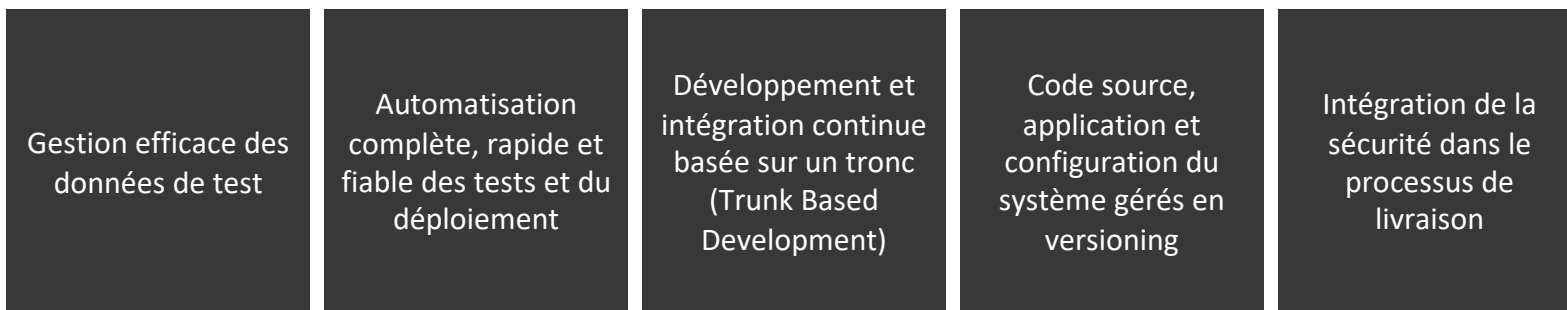 Gestion efficace des
données de test
Automatisation
complète, rapide et
fiable des tests et du
déploiement
Développement et
intégration continue
basée sur un tronc
(Trunk Based
Development)
Code source,
application et
configuration du
système gérés en
versioning
Intégration de la
sécurité dans le
processus de
livraison